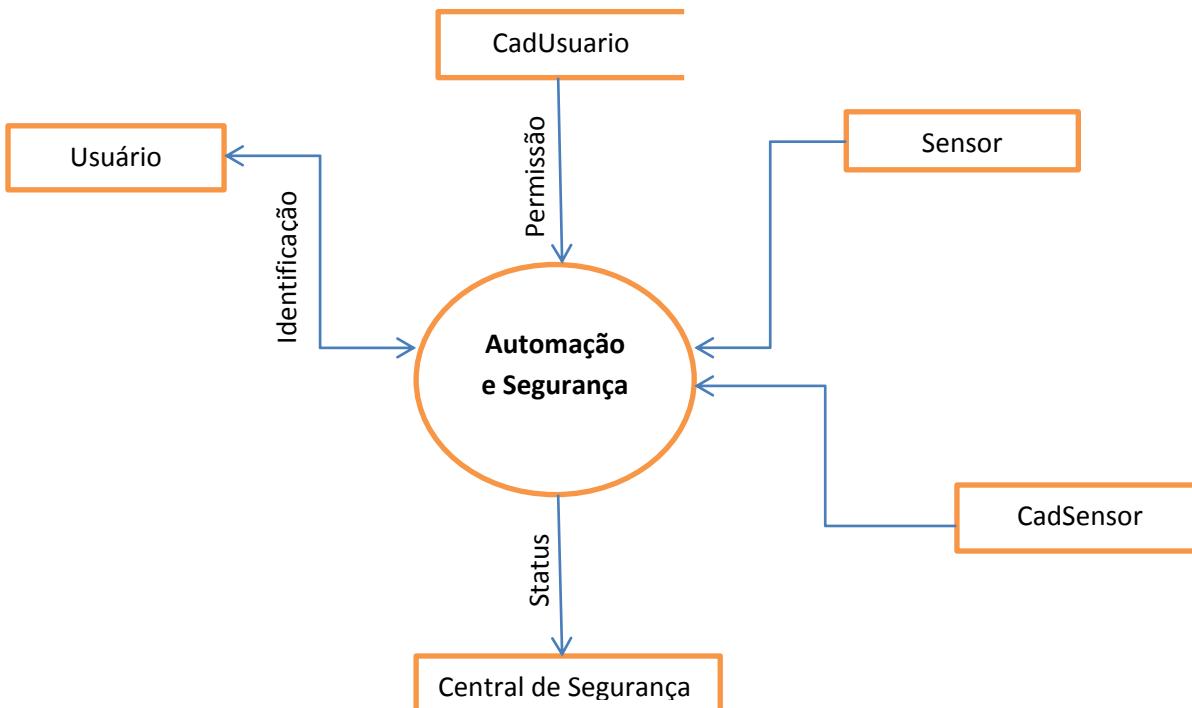 CadUsuario
Usuário
Sensor
Permissão
Identificação
Automação
e Segurança
CadSensor
Status
Central de Segurança